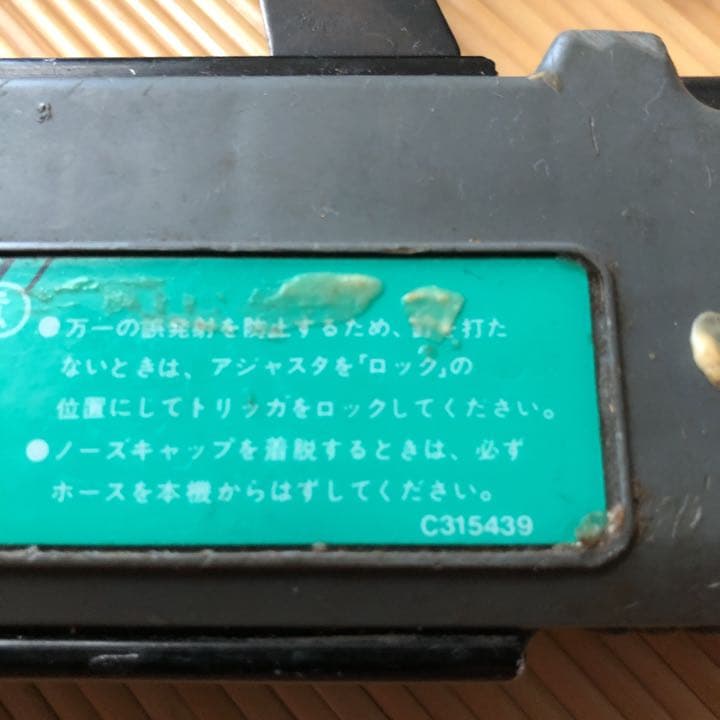 ●万一の誤発射を防止するため、釘を打た
ないときは、アジャスタを「ロック」の
位置にしてトリッガをロックしてください。
●ノーズキャップを着脱するときは、必ず
ホースを本機からはずしてください。
C315439